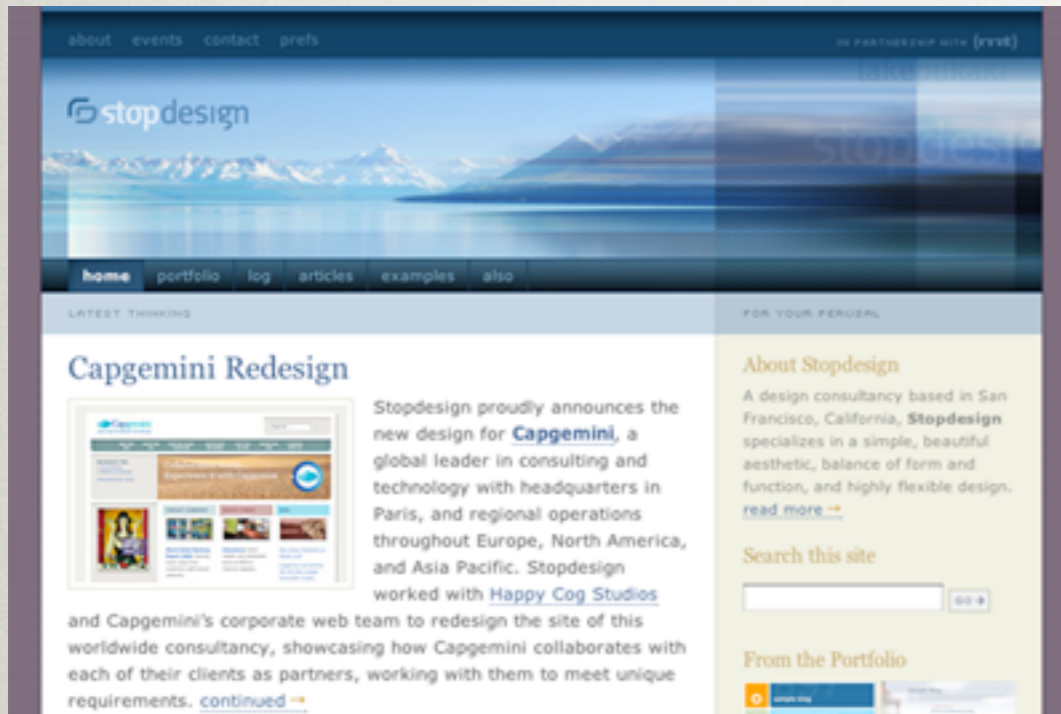 about events contact prefs
IN PARTNERSHIP WITH {mt}
lakepukaki
stopdesign
stopdesi
home portfolio log articles examples also
LATEST THINKING
Capgemini Redesign
Stopdesign proudly announces the
new design for Capgemini, a
global leader in consulting and
technology with headquarters in
Paris, and regional operations
throughout Europe, North America,
and Asia Pacific. Stopdesign
worked with Happy Cog Studios
and Capgemini's corporate web team to redesign the site of this
worldwide consultancy, showcasing how Capgemini collaborates with
each of their clients as partners, working with them to meet unique
requirements. continued →
Capgemini
FOR YOUR PERUSAL
About Stopdesign
A design consultancy based in San
Francisco, California, Stopdesign
specializes in a simple, beautiful
aesthetic, balance of form and
function, and highly flexible design.
read more →
Search this site
GO →
From the Portfolio